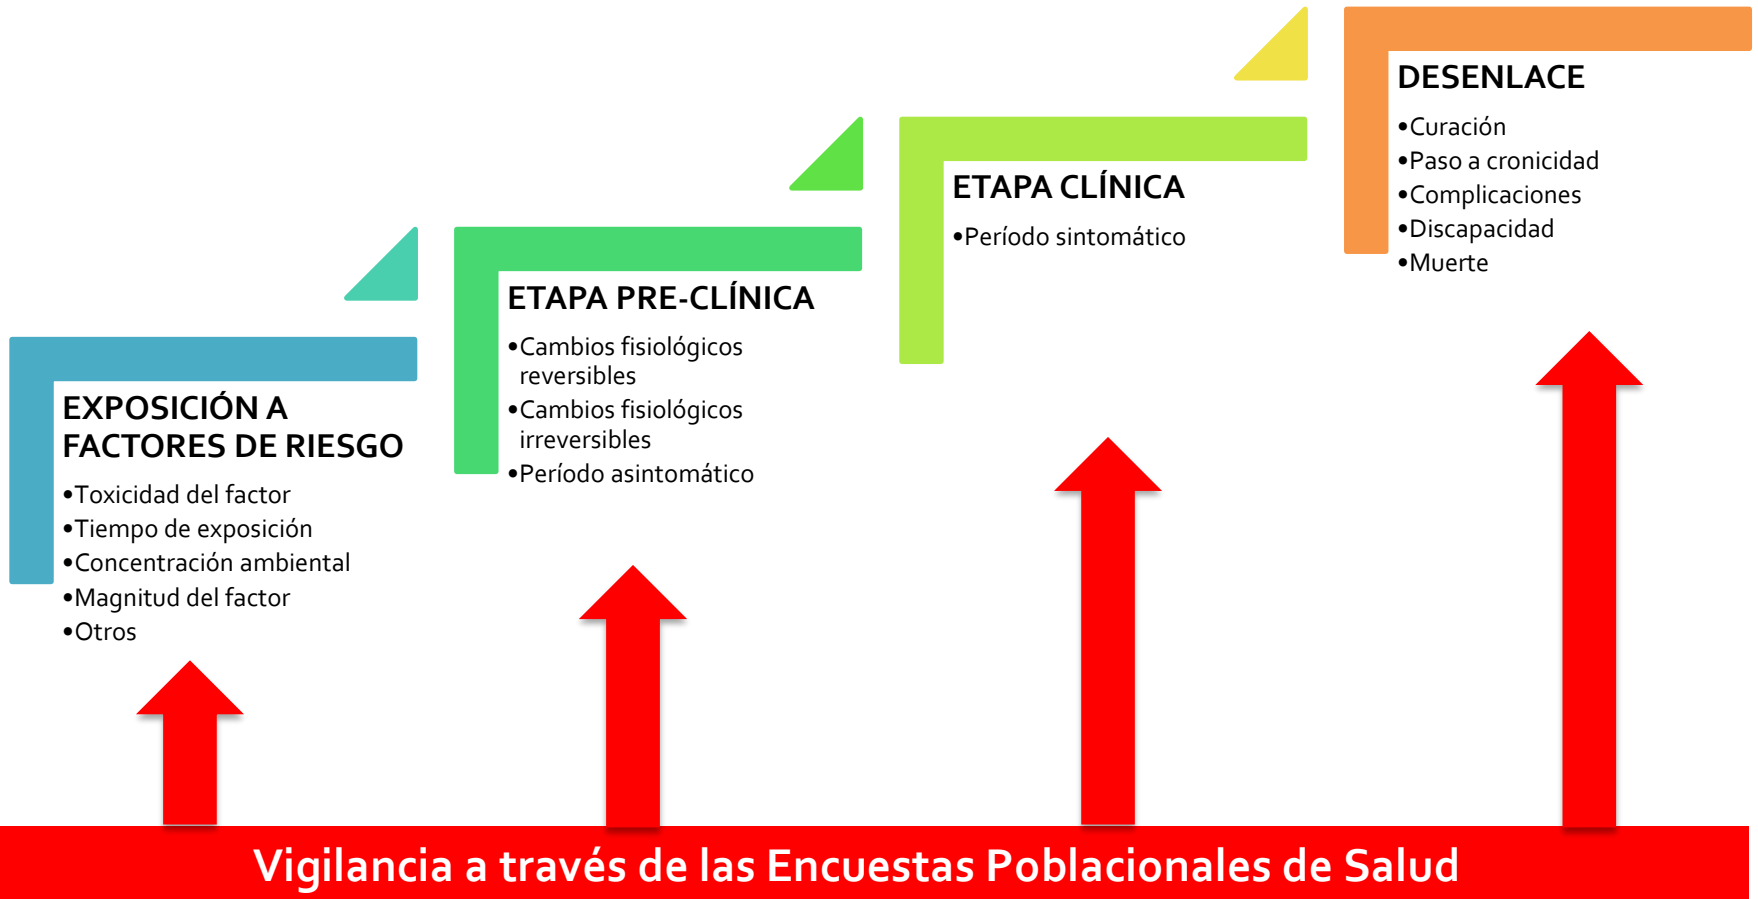 EXPOSICIÓN A
FACTORES DE RIESGO
•Toxicidad del factor
•Tiempo de exposición
•Concentración ambiental
•Magnitud del factor
•Otros
ETAPA PRE-CLÍNICA
•Cambios fisiológicos
reversibles
•Cambios fisiológicos
irreversibles
•Período asintomático
ETAPA CLÍNICA
•Período sintomático
DESENLACE
•Curación
•Paso a cronicidad
•Complicaciones
•Discapacidad
•Muerte
Vigilancia a través de las Encuestas Poblacionales de Salud